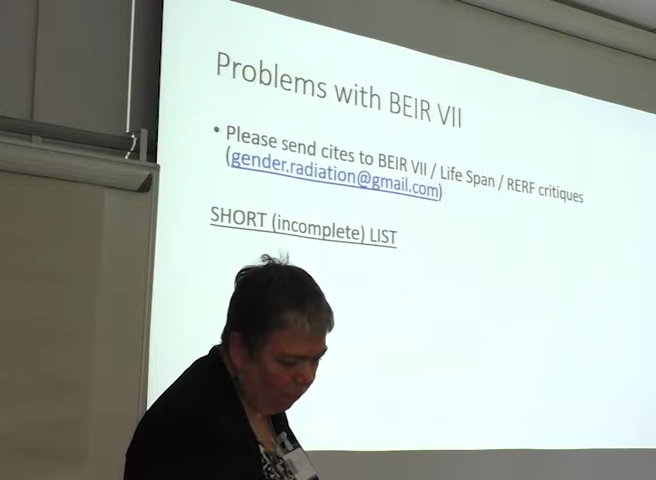 Problems with BEIR VII
• Please send cites to BEIR VII / Life Span / RERF critiques
(gender.radiation@gmail.com)
SHORT (incomplete) LIST